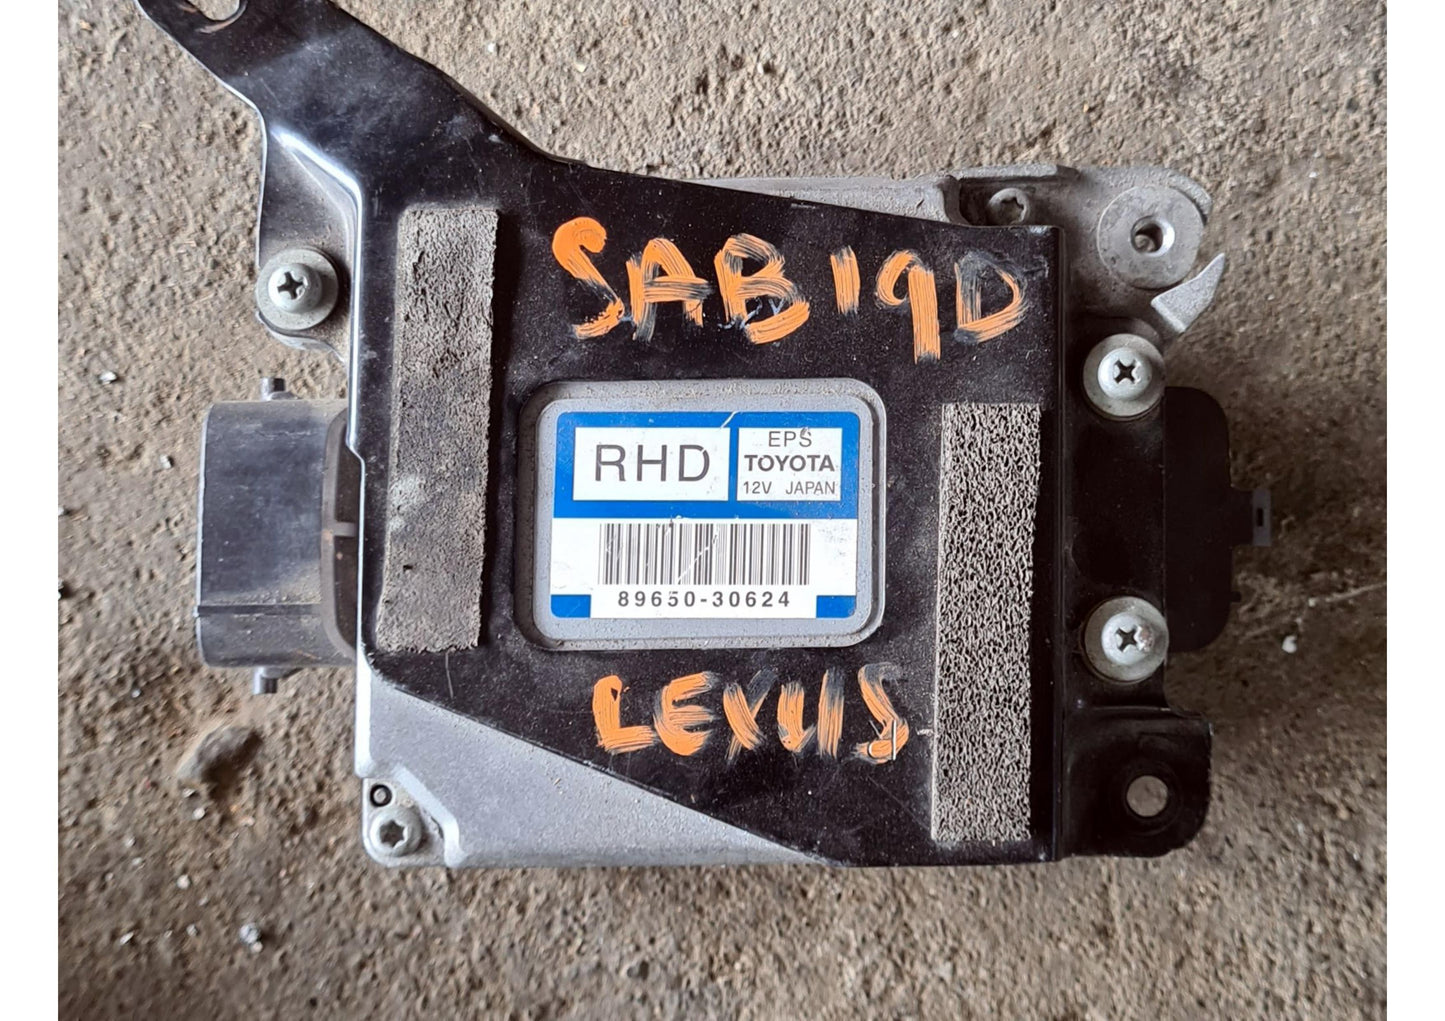 SAB19D
RHD
EPS
TOYOTA
12V JAPAN
89650-30624
LEXUS